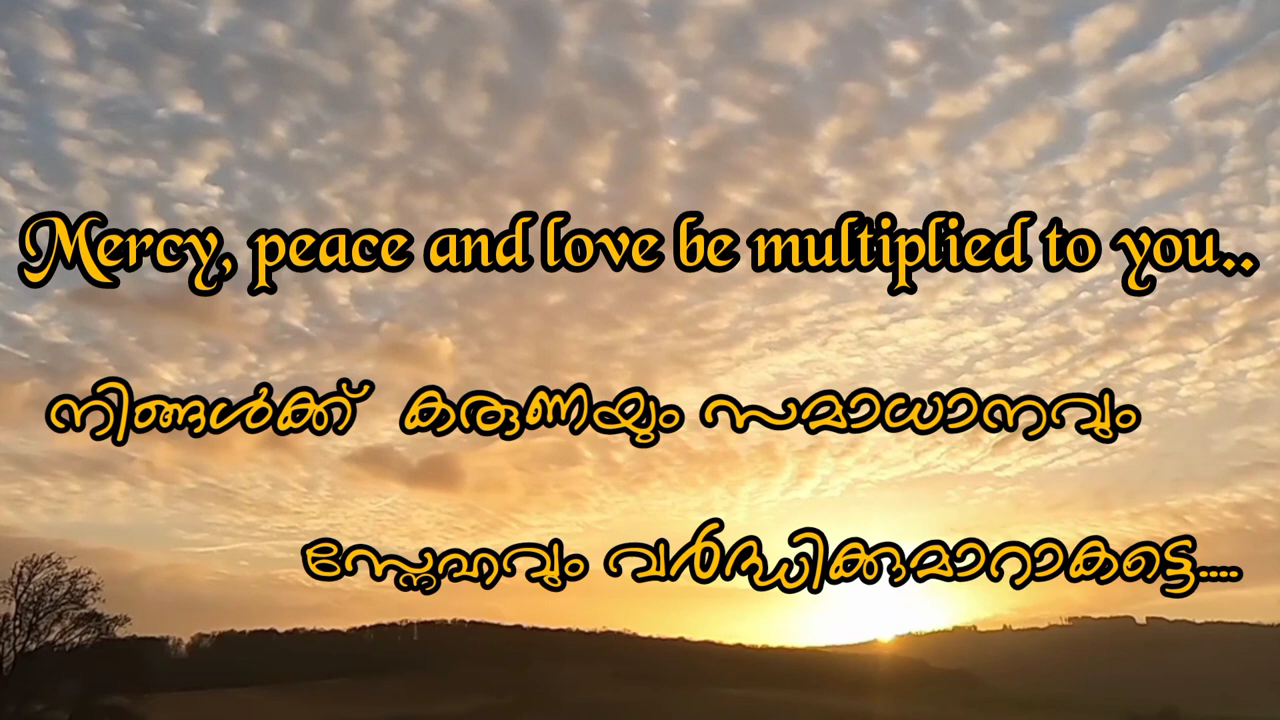 Mercy, peace and love be multiplied to you..
നിങ്ങൾക്ക് കരുണയും സമാധാനവും
സ്നേഹവും വർദ്ധിക്കുമാറാകട്ടെ....